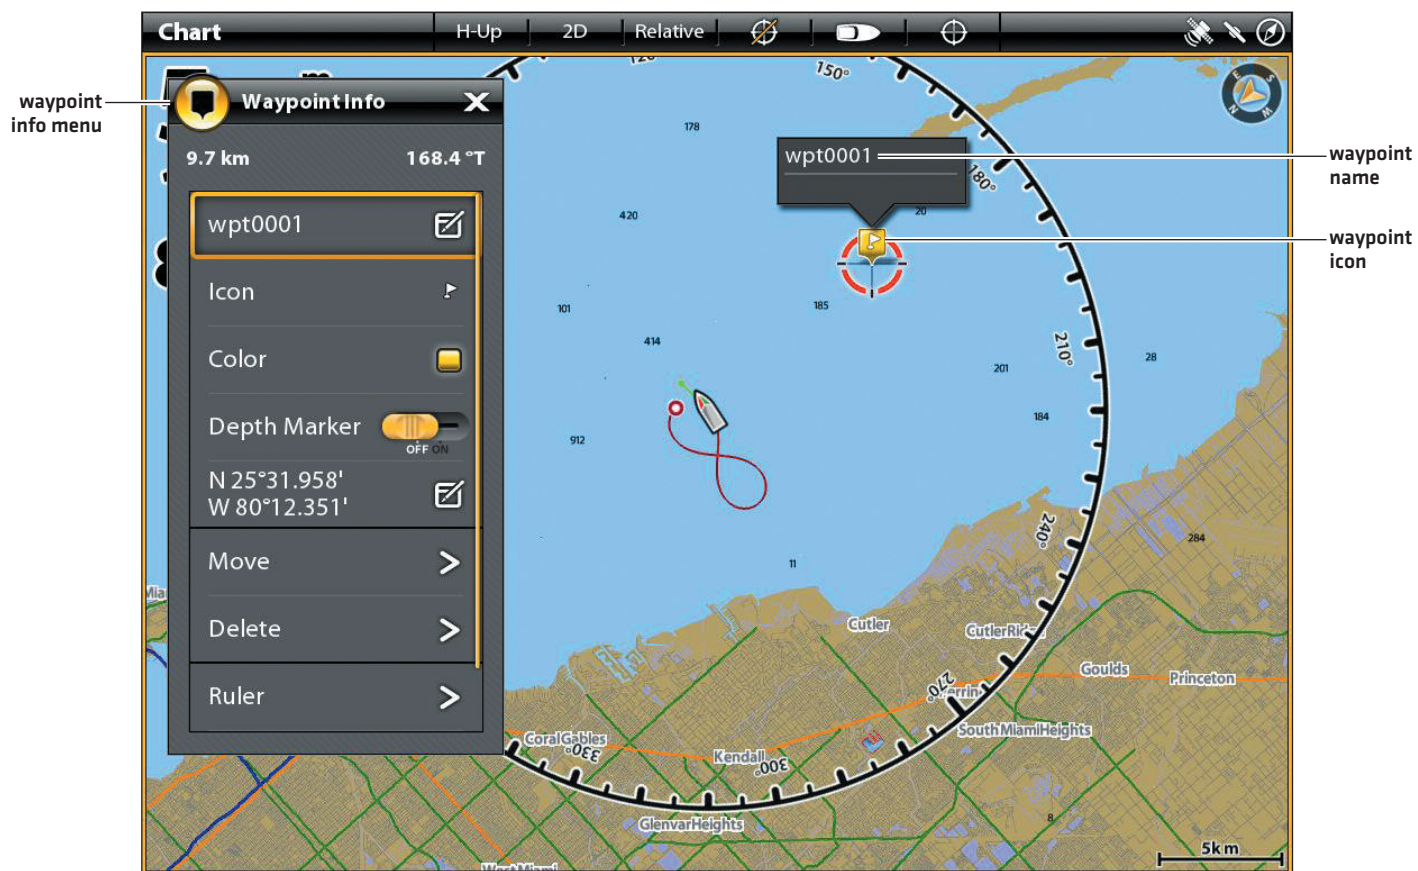 Chart
H-Up
2D
Relative
waypoint
info menu
Waypoint Info
9.7 km
168.4 °T
wpt0001
Icon
Color
Depth Marker
OFF ON
N 25°31.958'
W 80°12.351'
Move
Delete
Ruler
wpt0001
waypoint
name
waypoint
icon
150°
180°
210°
240°
270°
300°
330°
178
420
20
101
185
414
201
28
184
912
284
11
8
Cutler
Goulds
Princeton
SouthMiamiHeights
CoralGables
Kendall
GlenvarHeights
5km